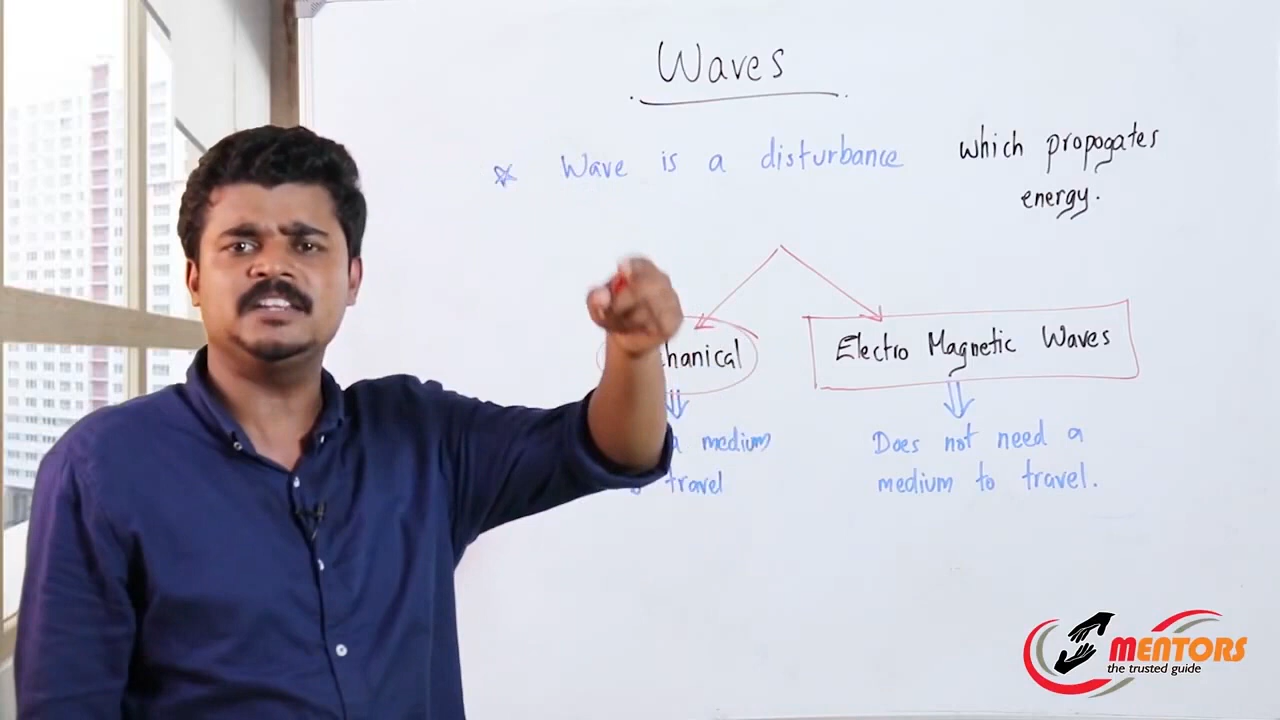 Waves
Wave is a disturbance which propogates
energy.
Electro Magnetic Waves
medium
Does not need a
travel
medium to travel.
MENTORS
the trusted guide